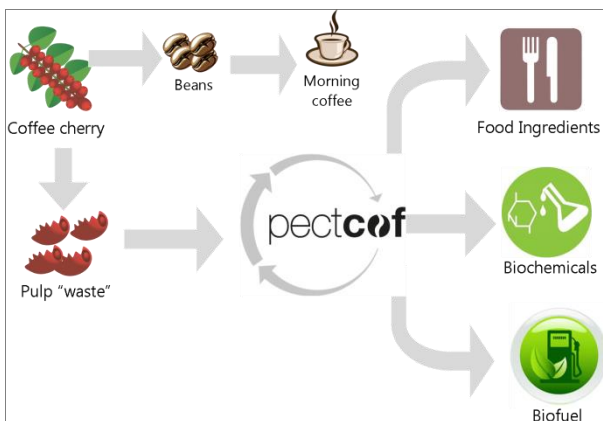 Coffee cherry
Beans
Morning
coffee
Food Ingredients
Pulp “waste”
pectcof
Biochemicals
Biofuel